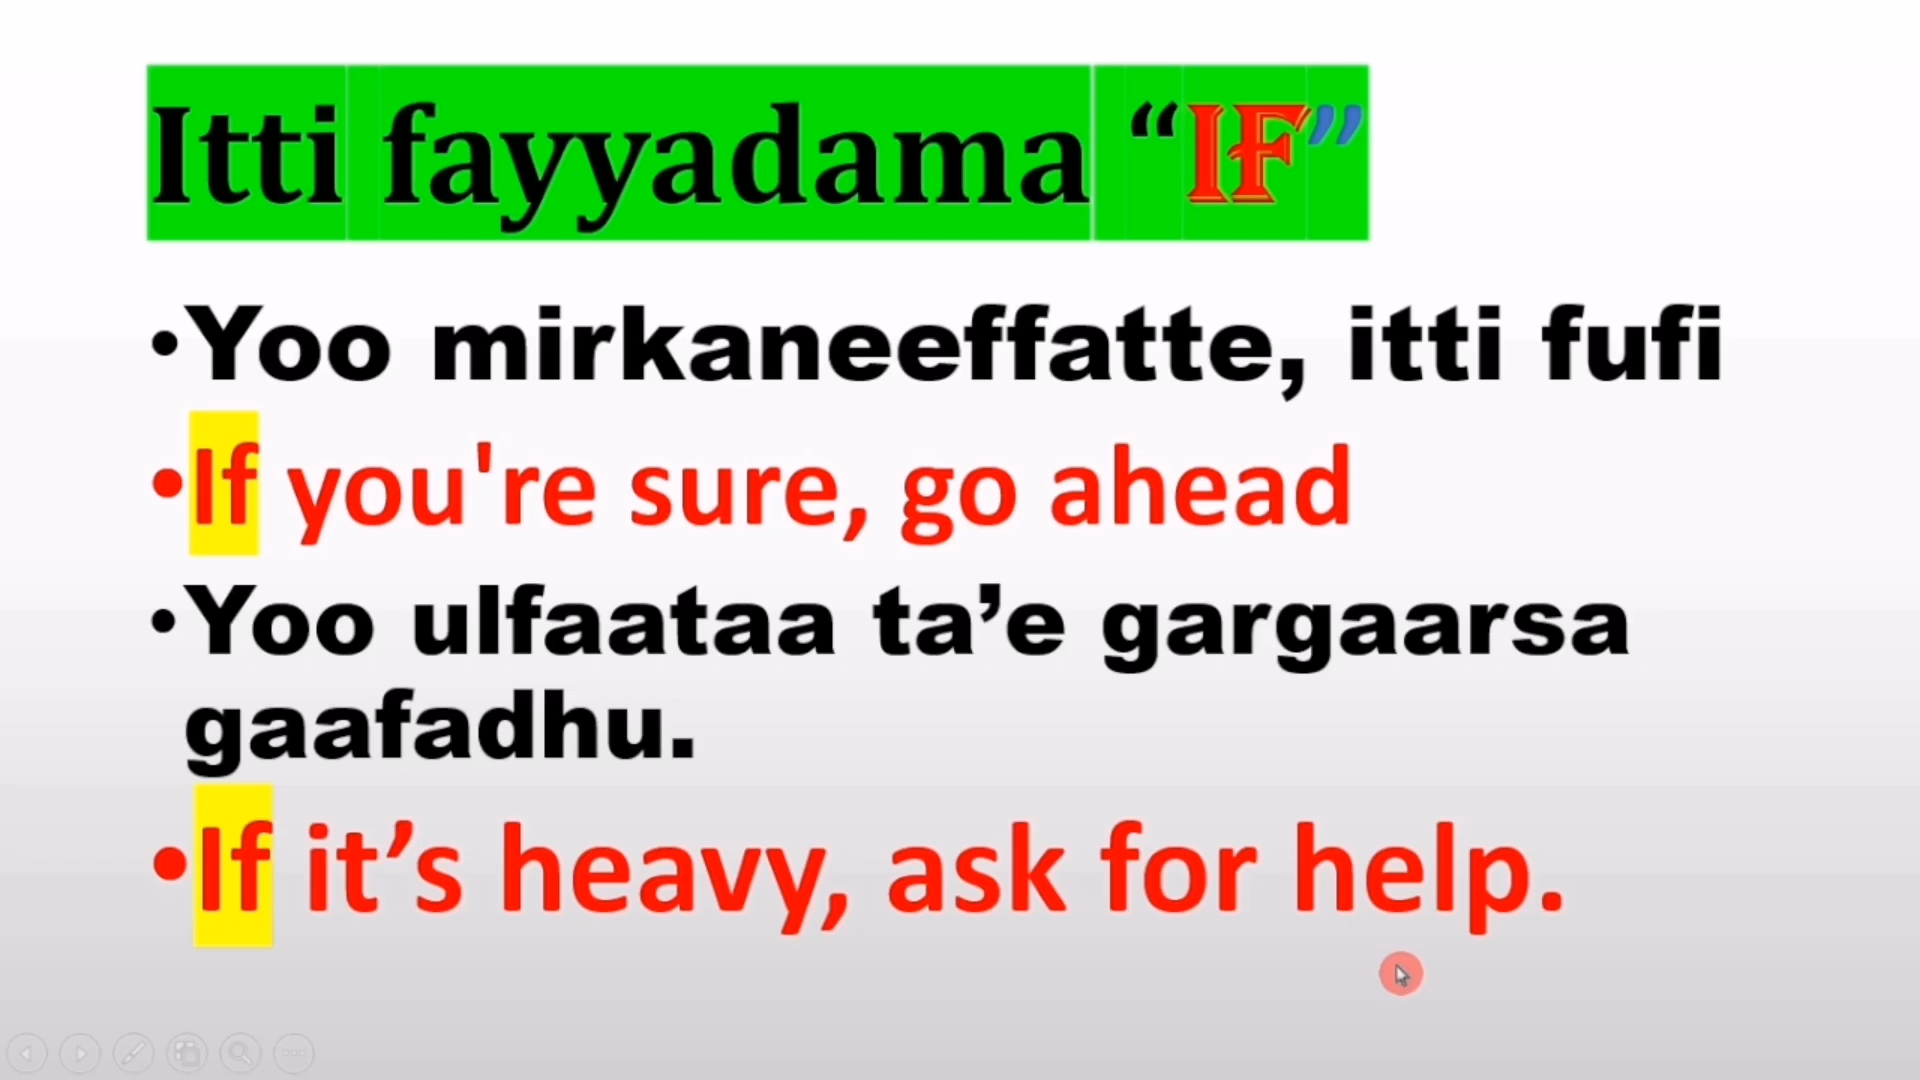 Itti fayyadama “IF”
•Yoo mirkaneeffatte, itti fufi
•If you're sure, go ahead
•Yoo ulfaataa ta’e gargaarsa
gaafadhu.
•If it’s heavy, ask for help.